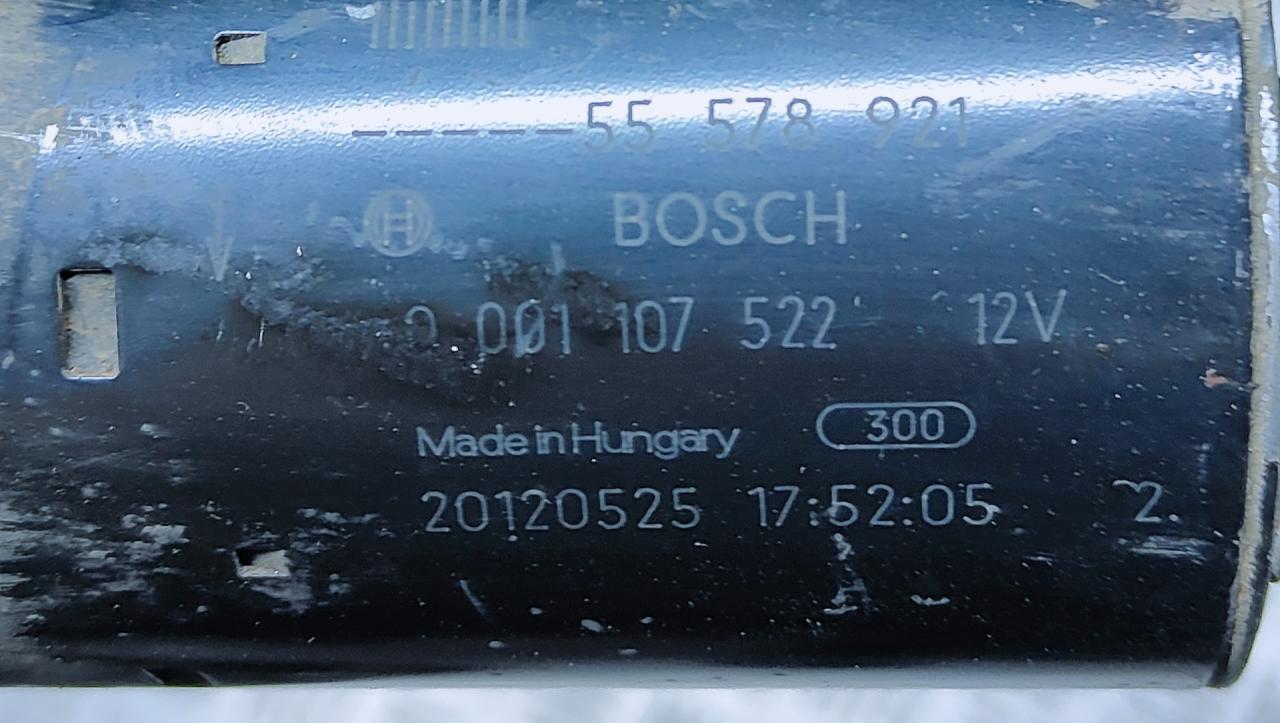 ------55 578 921
BOSCH
0 001 107 522 12V
Made in Hungary 300
20120525 17:52:05 2.